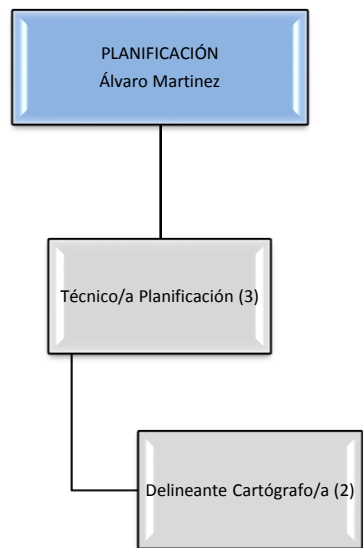 PLANIFICACIÓN
Álvaro Martinez
Técnico/a Planificación (3)
Delineante Cartógrafo/a (2)